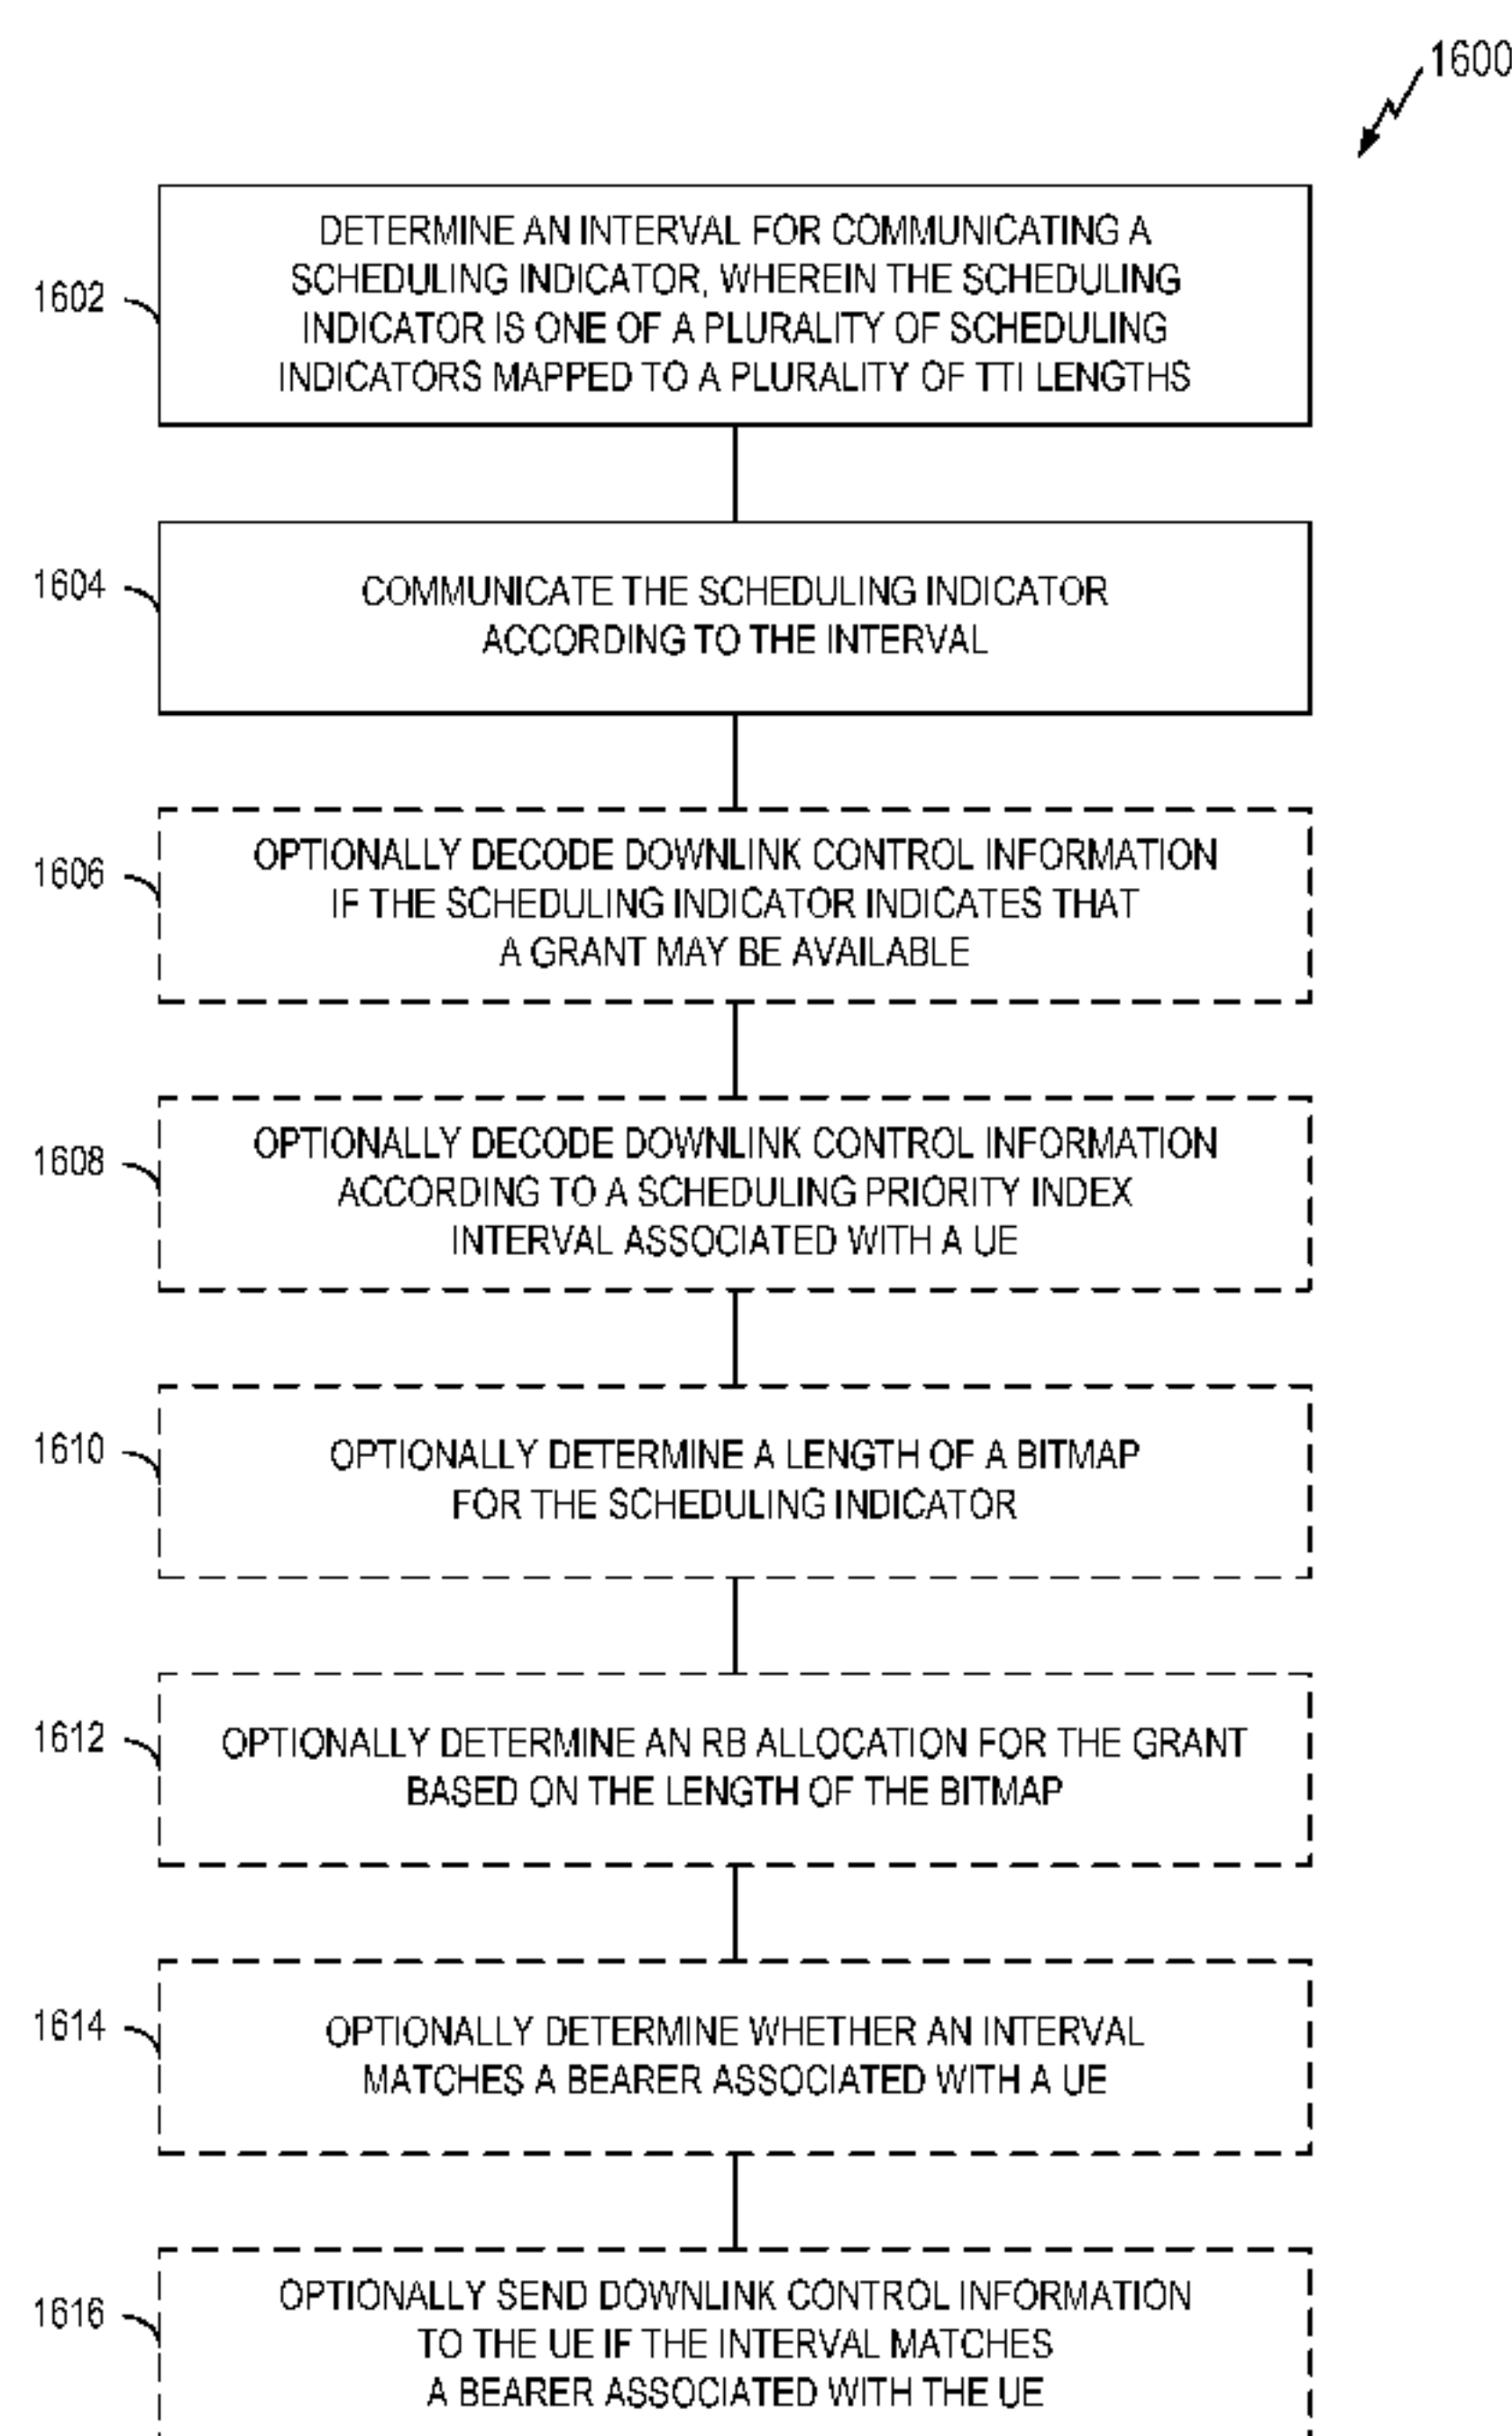 1600
1602
DETERMINE AN INTERVAL FOR COMMUNICATING A
SCHEDULING INDICATOR, WHEREIN THE SCHEDULING
INDICATOR IS ONE OF A PLURALITY OF SCHEDULING
INDICATORS MAPPED TO A PLURALITY OF TTI LENGTHS
1604
COMMUNICATE THE SCHEDULING INDICATOR
ACCORDING TO THE INTERVAL
1606
OPTIONALLY DECODE DOWNLINK CONTROL INFORMATION
IF THE SCHEDULING INDICATOR INDICATES THAT
A GRANT MAY BE AVAILABLE
1608
OPTIONALLY DECODE DOWNLINK CONTROL INFORMATION
ACCORDING TO A SCHEDULING PRIORITY INDEX
INTERVAL ASSOCIATED WITH A UE
1610
OPTIONALLY DETERMINE A LENGTH OF A BITMAP
FOR THE SCHEDULING INDICATOR
1612
OPTIONALLY DETERMINE AN RB ALLOCATION FOR THE GRANT
BASED ON THE LENGTH OF THE BITMAP
1614
OPTIONALLY DETERMINE WHETHER AN INTERVAL
MATCHES A BEARER ASSOCIATED WITH A UE
1616
OPTIONALLY SEND DOWNLINK CONTROL INFORMATION
TO THE UE IF THE INTERVAL MATCHES
A BEARER ASSOCIATED WITH THE UE